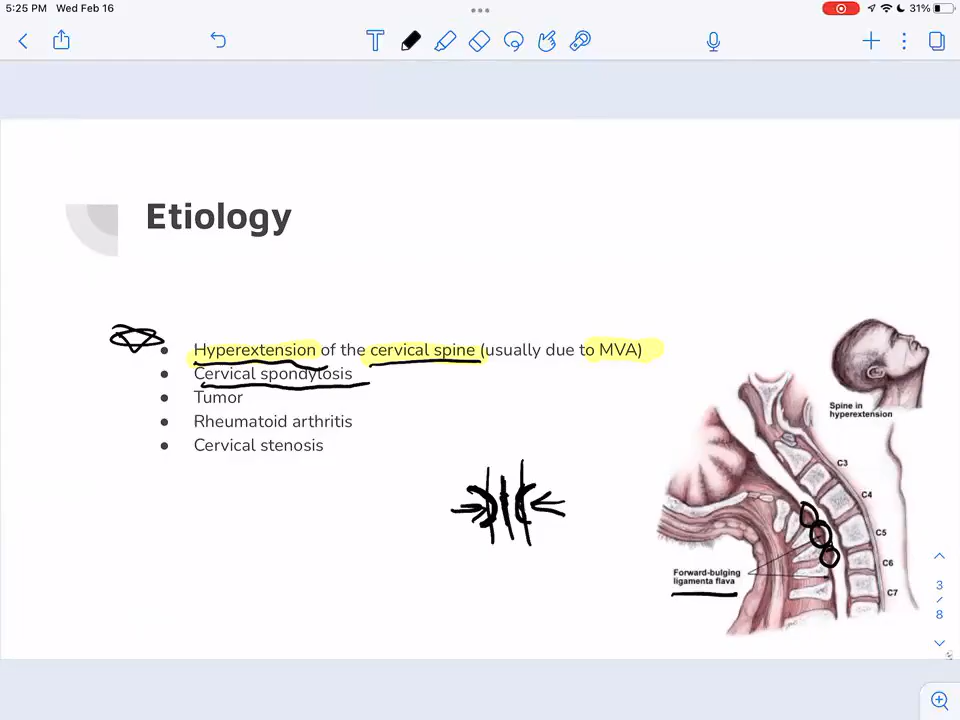 5:25 PM Wed Feb 16
31%
T
Etiology
Hyperextension of the cervical spine (usually due to MVA)
Cervical spondytosis
Tumor
Rheumatoid arthritis
Cervical stenosis
Spine in
hyperextension
C3
C4
C5
C6
C7
Forward-bulging
ligamenta flava
3
/
8